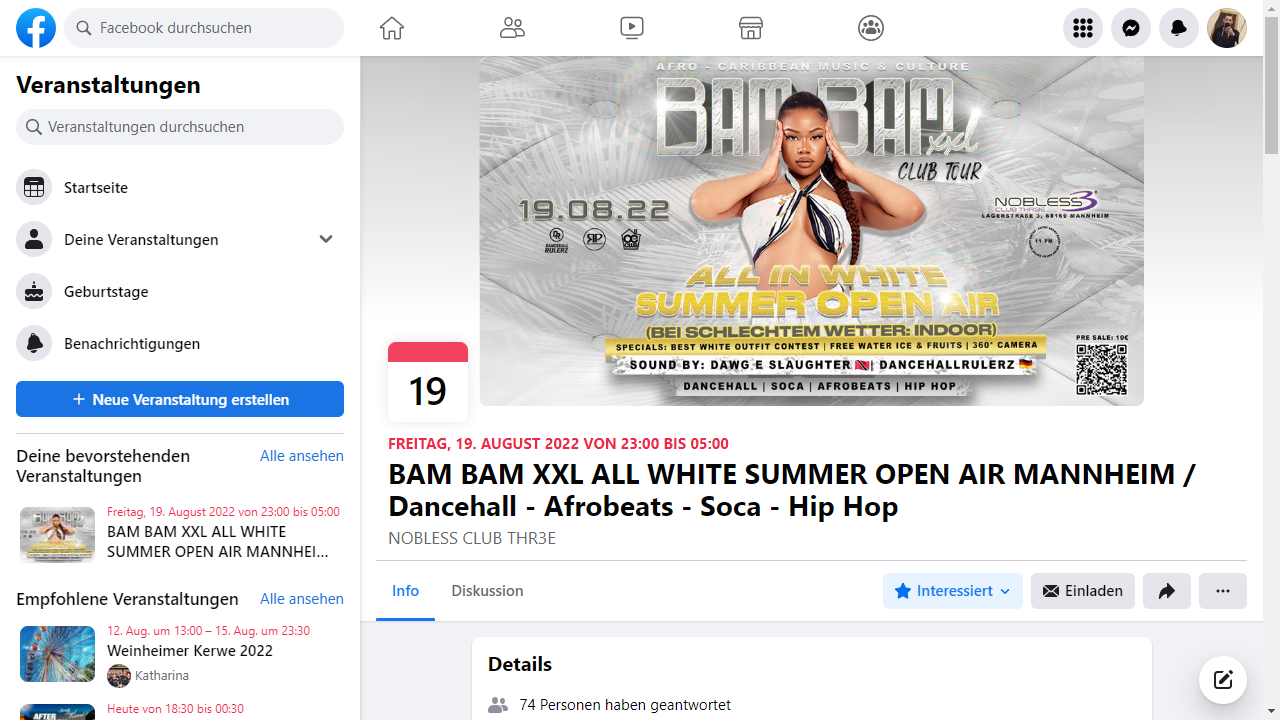 Facebook durchsuchen
Veranstaltungen
Veranstaltungen durchsuchen
Startseite
Deine Veranstaltungen
Geburtstage
Benachrichtigungen
+ Neue Veranstaltung erstellen
Deine bevorstehenden Veranstaltungen
Alle ansehen
Freitag, 19. August 2022 von 23:00 bis 05:00
BAM BAM XXL ALL WHITE
SUMMER OPEN AIR MANNHEI...
Empfohlene Veranstaltungen
Alle ansehen
12. Aug. um 13:00 – 15. Aug. um 23:30
Weinheimer Kerwe 2022
Katharina
Heute von 18:30 bis 00:30
AFTER
AFRO - CARIBBEAN MUSIC & CULTURE
BAM BAM
xxl
CLUB TOUR
19.08.22
DANCEHALL
RULERZ
NOBLESS3
CLUB THR3E
LAGERSTRAßE 3, 68169 MANNHEIM
11 PM
ALL IN WHITE
SUMMER OPEN AIR
(BEI SCHLECHTEM WETTER: INDOOR)
SPECIALS: BEST WHITE OUTFIT CONTEST | FREE WATER ICE & FRUITS | 360° CAMERA
SOUND BY: DAWG E SLAUGHTER 🇹🇹| DANCEHALLRULERZ 🇩🇪
DANCEHALL | SOCA | AFROBEATS | HIP HOP
PRE SALE: 10€
19
FREITAG, 19. AUGUST 2022 VON 23:00 BIS 05:00
BAM BAM XXL ALL WHITE SUMMER OPEN AIR MANNHEIM /
Dancehall - Afrobeats - Soca - Hip Hop
NOBLESS CLUB THR3E
Info
Diskussion
Interessiert
Einladen
Details
74 Personen haben geantwortet